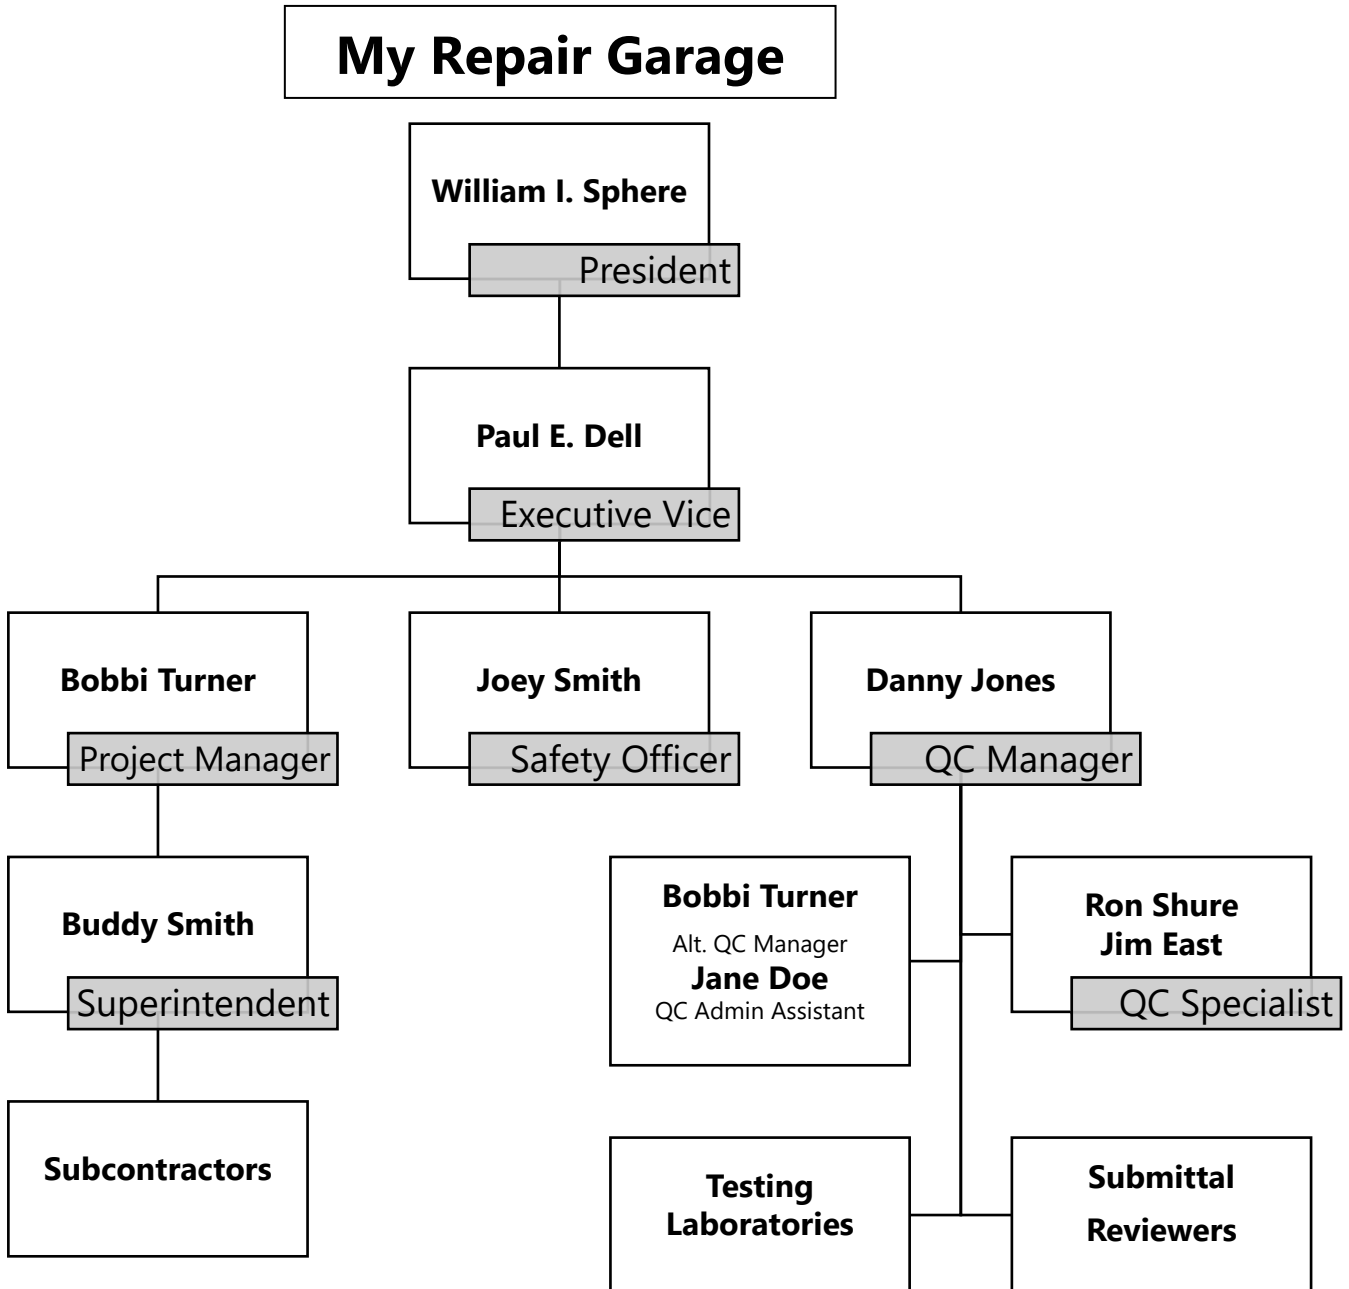 My Repair Garage
William I. Sphere
President
Paul E. Dell
Executive Vice
Bobbi Turner
Project Manager
Joey Smith
Safety Officer
Danny Jones
QC Manager
Buddy Smith
Superintendent
Bobbi Turner
Alt. QC Manager
Jane Doe
QC Admin Assistant
Ron Shure
Jim East
QC Specialist
Subcontractors
Testing
Laboratories
Submittal
Reviewers